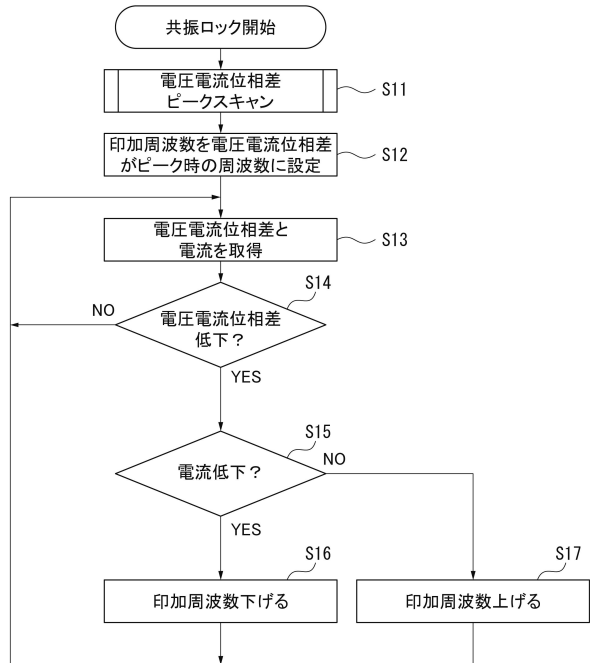 共振ロック開始
電圧電流位相差
ピークスキャン
S11
印加周波数を電圧電流位相差
がピーク時の周波数に設定
S12
電圧電流位相差と
電流を取得
S13
S14
NO
電圧電流位相差
低下？
YES
S15
電流低下？
NO
YES
S16
印加周波数下げる
S17
印加周波数上げる